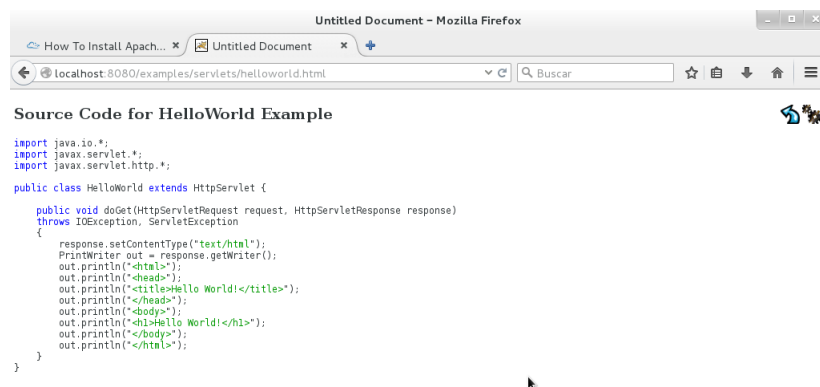 Untitled Document - Mozilla Firefox
How To Install Apach... Untitled Document
localhost:8080/examples/servlets/helloworld.html Buscar
Source Code for HelloWorld Example
import java.io.*;
import javax.servlet.*;
import javax.servlet.http.*;
public class HelloWorld extends HttpServlet {
public void doGet(HttpServletRequest request, HttpServletResponse response)
throws IOException, ServletException
{
response.setContentType("text/html");
PrintWriter out = response.getWriter();
out.println("<html>");
out.println("<head>");
out.println("<title>Hello World!</title>");
out.println("</head>");
out.println("<body>");
out.println("<h1>Hello World!</h1>");
out.println("</body>");
out.println("</html>");
}
}